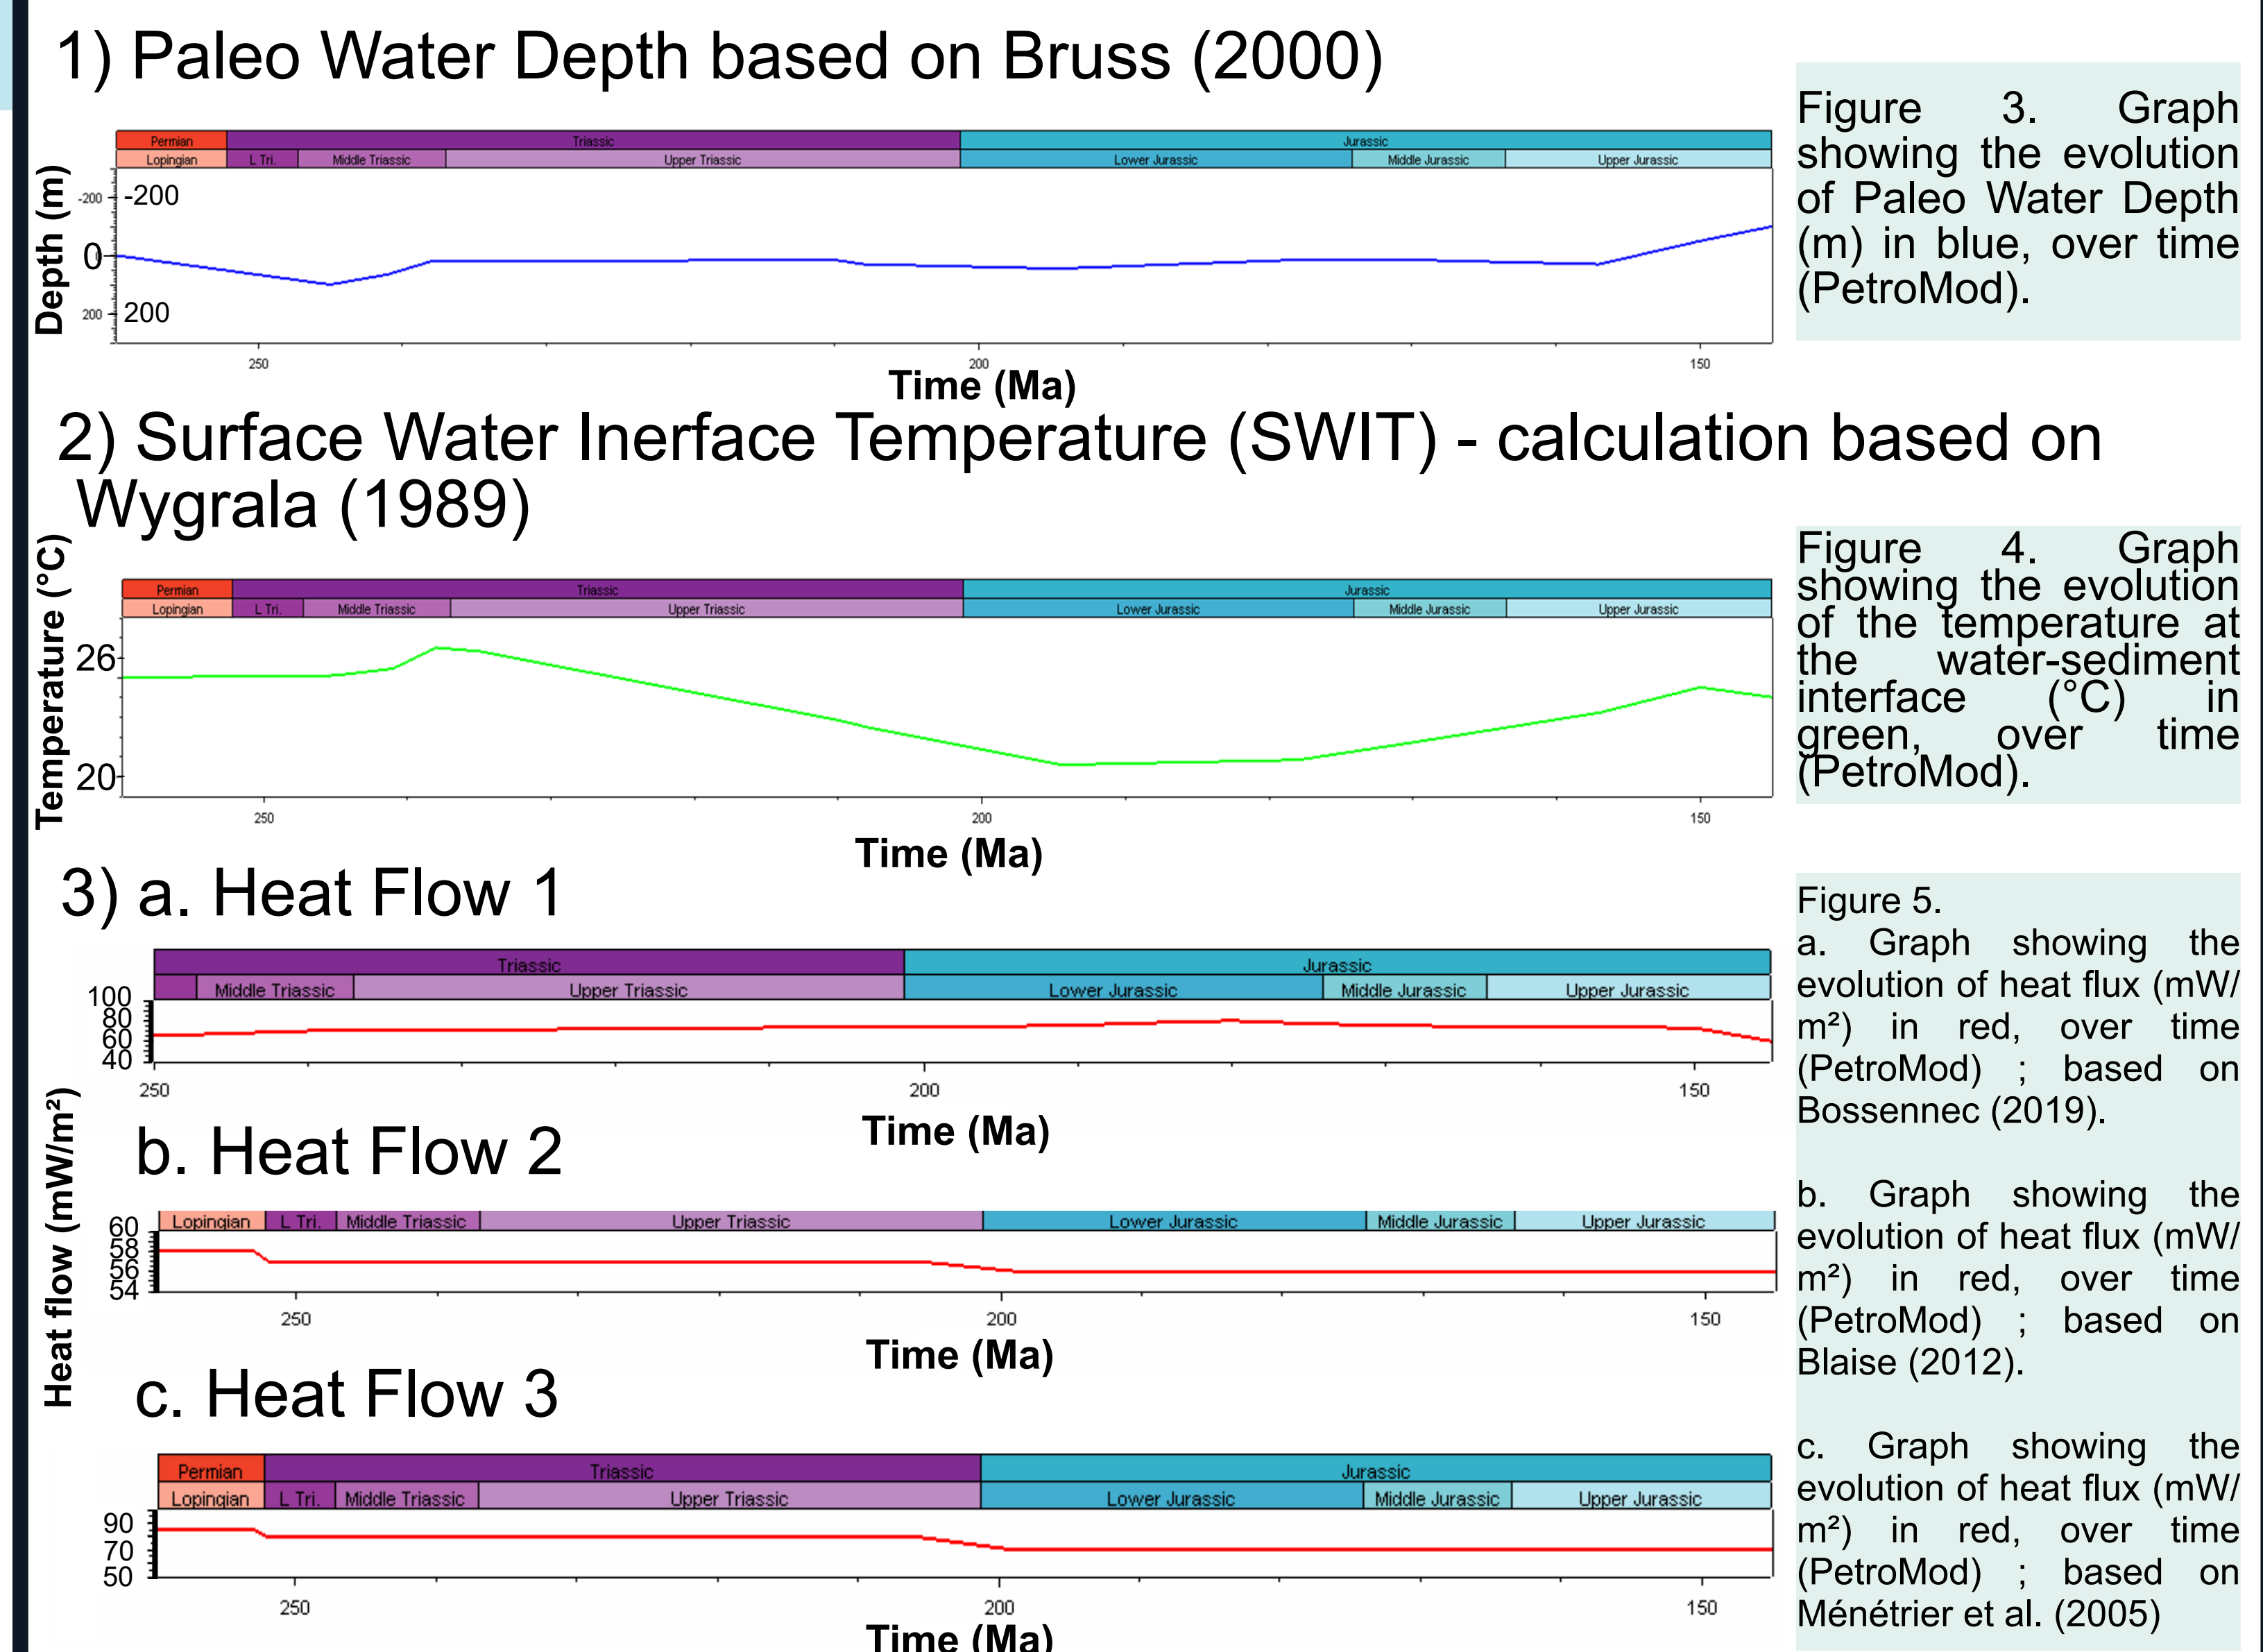 1) Paleo Water Depth based on Bruss (2000)
Permian Triassic Jurassic
Lopingian L Tri. Middle Triassic Upper Triassic Lower Jurassic Middle Jurassic Upper Jurassic
Depth (m)
-200 -200
0
200 200
250 200 150
Time (Ma)
Figure 3. Graph
showing the evolution
of Paleo Water Depth
(m) in blue, over time
(PetroMod).
2) Surface Water Inerface Temperature (SWIT) - calculation based on
Wygrala (1989)
Permian Triassic Jurassic
Lopingian L Tri. Middle Triassic Upper Triassic Lower Jurassic Middle Jurassic Upper Jurassic
Temperature (°C)
26
20
250 200 150
Time (Ma)
Figure 4. Graph
showing the evolution
of the temperature at
the water-sediment
interface (°C) in
green, over time
(PetroMod).
3) a. Heat Flow 1
Triassic Jurassic
Middle Triassic Upper Triassic Lower Jurassic Middle Jurassic Upper Jurassic
100
80
60
40
250 200 150
Time (Ma)
Heat flow (mW/m²)
b. Heat Flow 2
Lopingian L Tri. Middle Triassic Upper Triassic Lower Jurassic Middle Jurassic Upper Jurassic
60
58
56
54
250 200 150
Time (Ma)
c. Heat Flow 3
Permian Triassic Jurassic
Lopingian L Tri. Middle Triassic Upper Triassic Lower Jurassic Middle Jurassic Upper Jurassic
90
70
50
250 200 150
Time (Ma)
Figure 5.
a. Graph showing the
evolution of heat flux (mW/
m²) in red, over time
(PetroMod) ; based on
Bossennec (2019).
b. Graph showing the
evolution of heat flux (mW/
m²) in red, over time
(PetroMod) ; based on
Blaise (2012).
c. Graph showing the
evolution of heat flux (mW/
m²) in red, over time
(PetroMod) ; based on
Ménétrier et al. (2005)